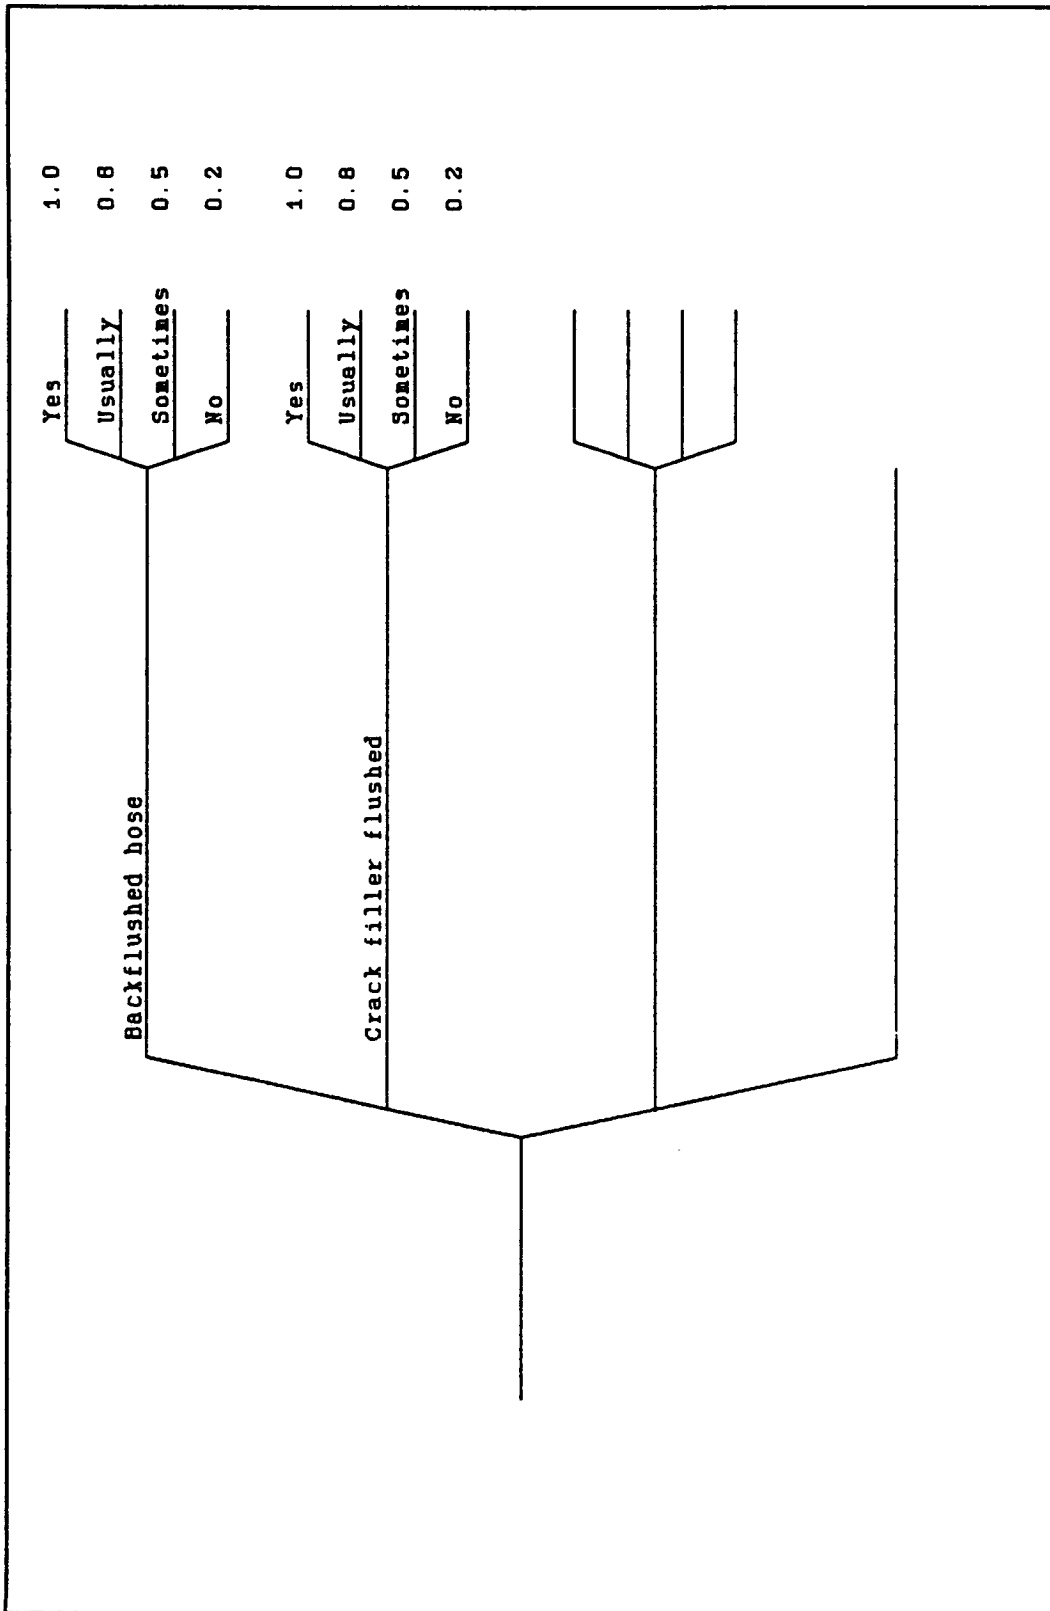 Backflushed hose
Yes 1.0
Usually 0.8
Sometimes 0.5
No 0.2
Crack filler flushed
Yes 1.0
Usually 0.8
Sometimes 0.5
No 0.2